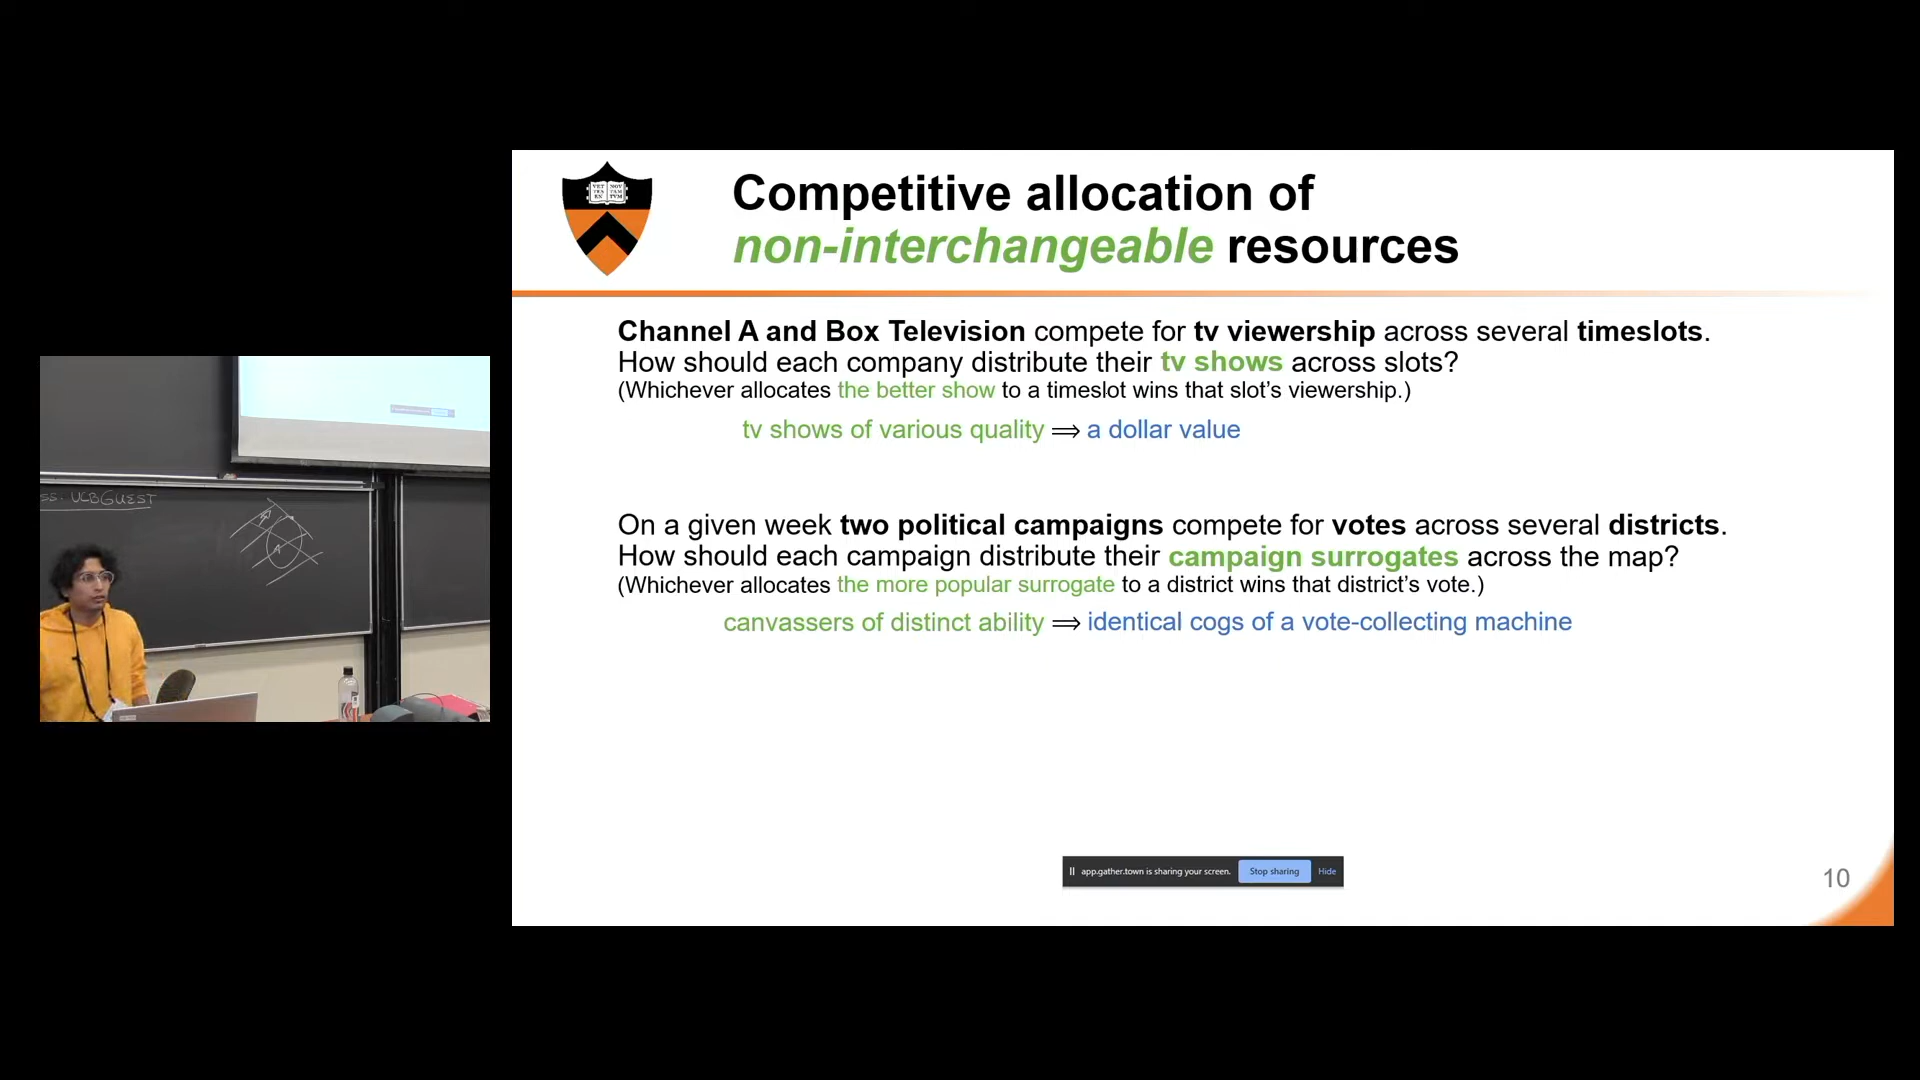 Competitive allocation of
non-interchangeable resources
Channel A and Box Television compete for tv viewership across several timeslots.
How should each company distribute their tv shows across slots?
(Whichever allocates the better show to a timeslot wins that slot’s viewership.)
tv shows of various quality ⟹ a dollar value
On a given week two political campaigns compete for votes across several districts.
How should each campaign distribute their campaign surrogates across the map?
(Whichever allocates the more popular surrogate to a district wins that district’s vote.)
canvassers of distinct ability ⟹ identical cogs of a vote-collecting machine
app.gather.town is sharing your screen. Stop sharing Hide
10
SS: UCBGUEST
A
VET
NOV